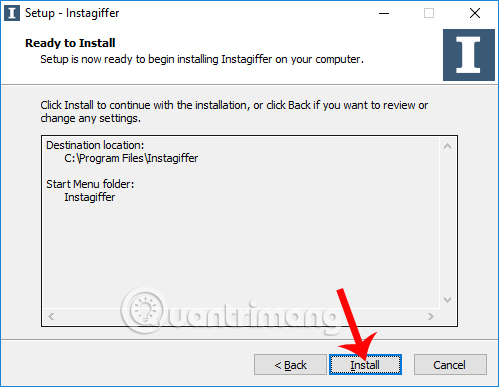 Setup - Instagiffer
Ready to Install
Setup is now ready to begin installing Instagiffer on your computer.
I
Click Install to continue with the installation, or click Back if you want to review or
change any settings.
Destination location:
C:\Program Files\Instagiffer
Start Menu folder:
Instagiffer
Quantrimang
< Back
Install
Cancel